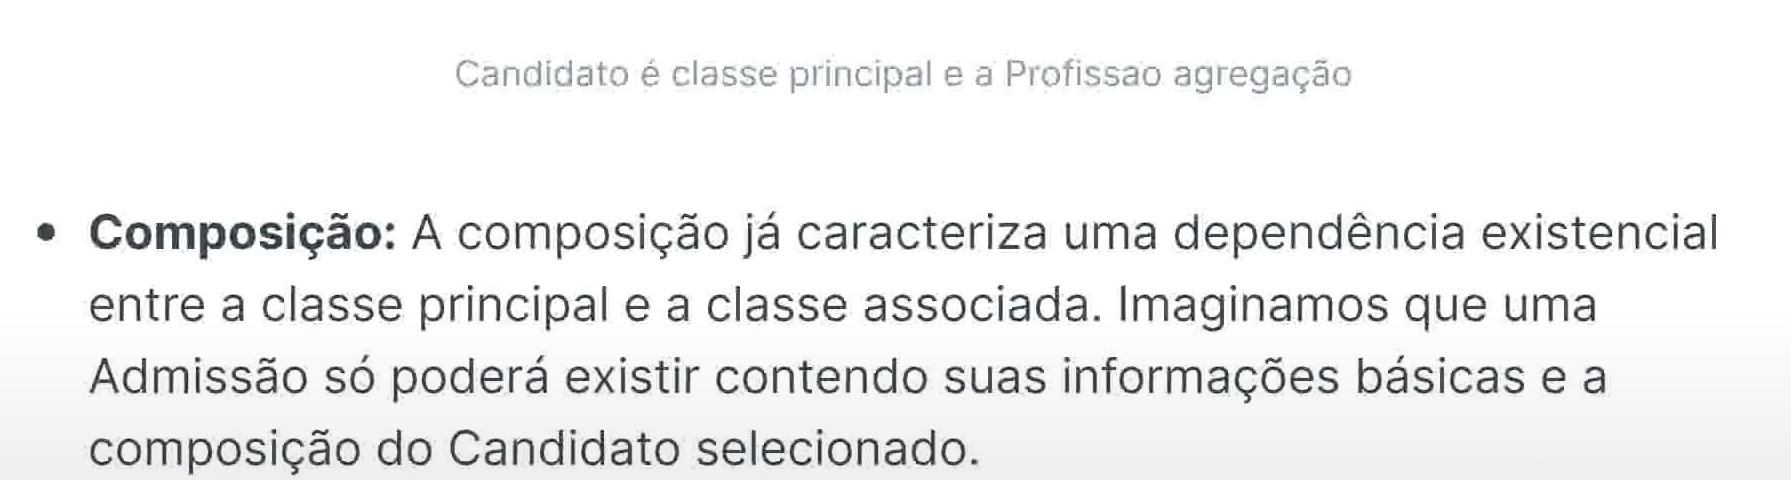 Candidato é classe principal e a Profissao agregação
• Composição: A composição já caracteriza uma dependência existencial
entre a classe principal e a classe associada. Imaginamos que uma
Admissão só poderá existir contendo suas informações básicas e a
composição do Candidato selecionado.